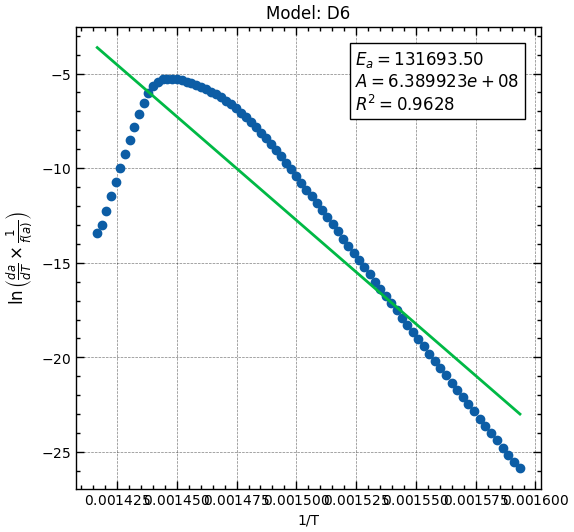 Model: D6
Eₐ = 131693.50
A = 6.389923e + 08
R² = 0.9628
−5
−10
−15
−20
−25
ln (da/dT × 1/f(a))
0.001425 0.001450 0.001475 0.001500 0.001525 0.001550 0.001575 0.001600
1/T